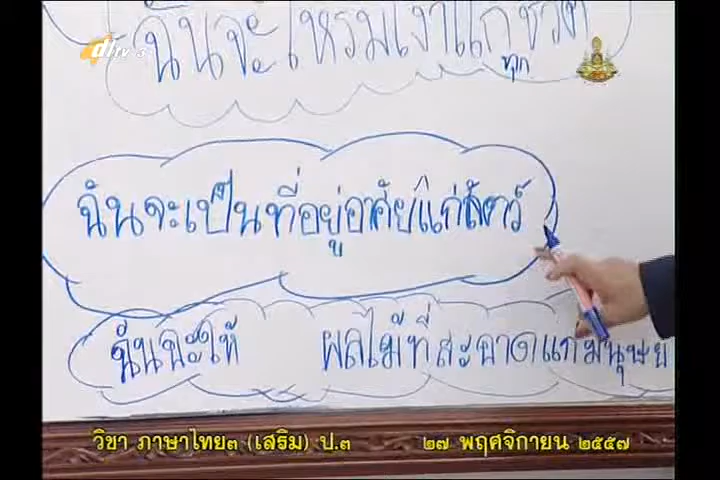 dltv 3
ฉันจะให้ร่มเงาแก่ชีวิต
ทุก
ฉันจะเป็นที่อยู่อาศัยแก่สัตว์
ฉันจะให้ ผลไม้ที่สะอาดแก่มนุษย
วิชา ภาษาไทย๓ (เสริม) ป.๓ ๒๗ พฤศจิกายน ๒๕๕๗